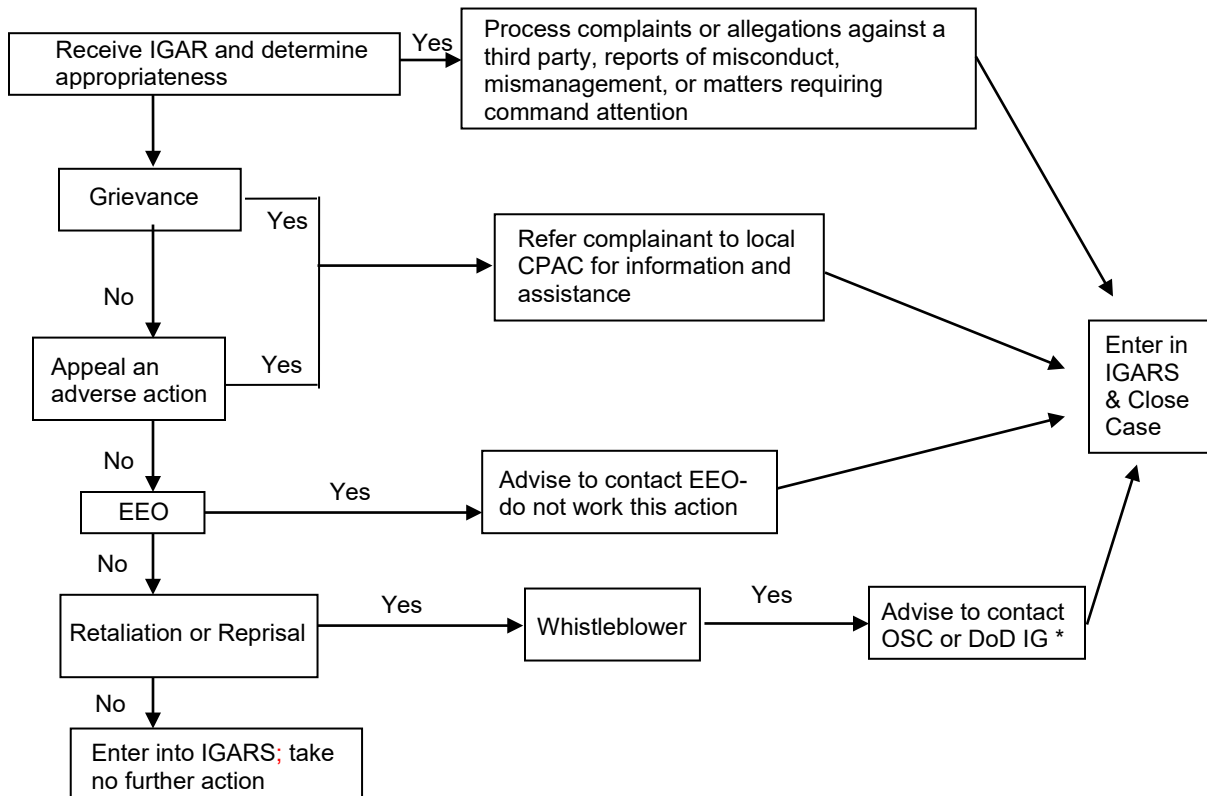 Receive IGAR and determine
appropriateness
Yes
Process complaints or allegations against a
third party, reports of misconduct,
mismanagement, or matters requiring
command attention
Grievance
Yes
Refer complainant to local
CPAC for information and
assistance
No
Appeal an
adverse action
Yes
Enter in
IGARS
& Close
Case
No
EEO
Yes
Advise to contact EEO-
do not work this action
No
Retaliation or Reprisal
Yes
Whistleblower
Yes
Advise to contact
OSC or DoD IG *
No
Enter into IGARS; take
no further action